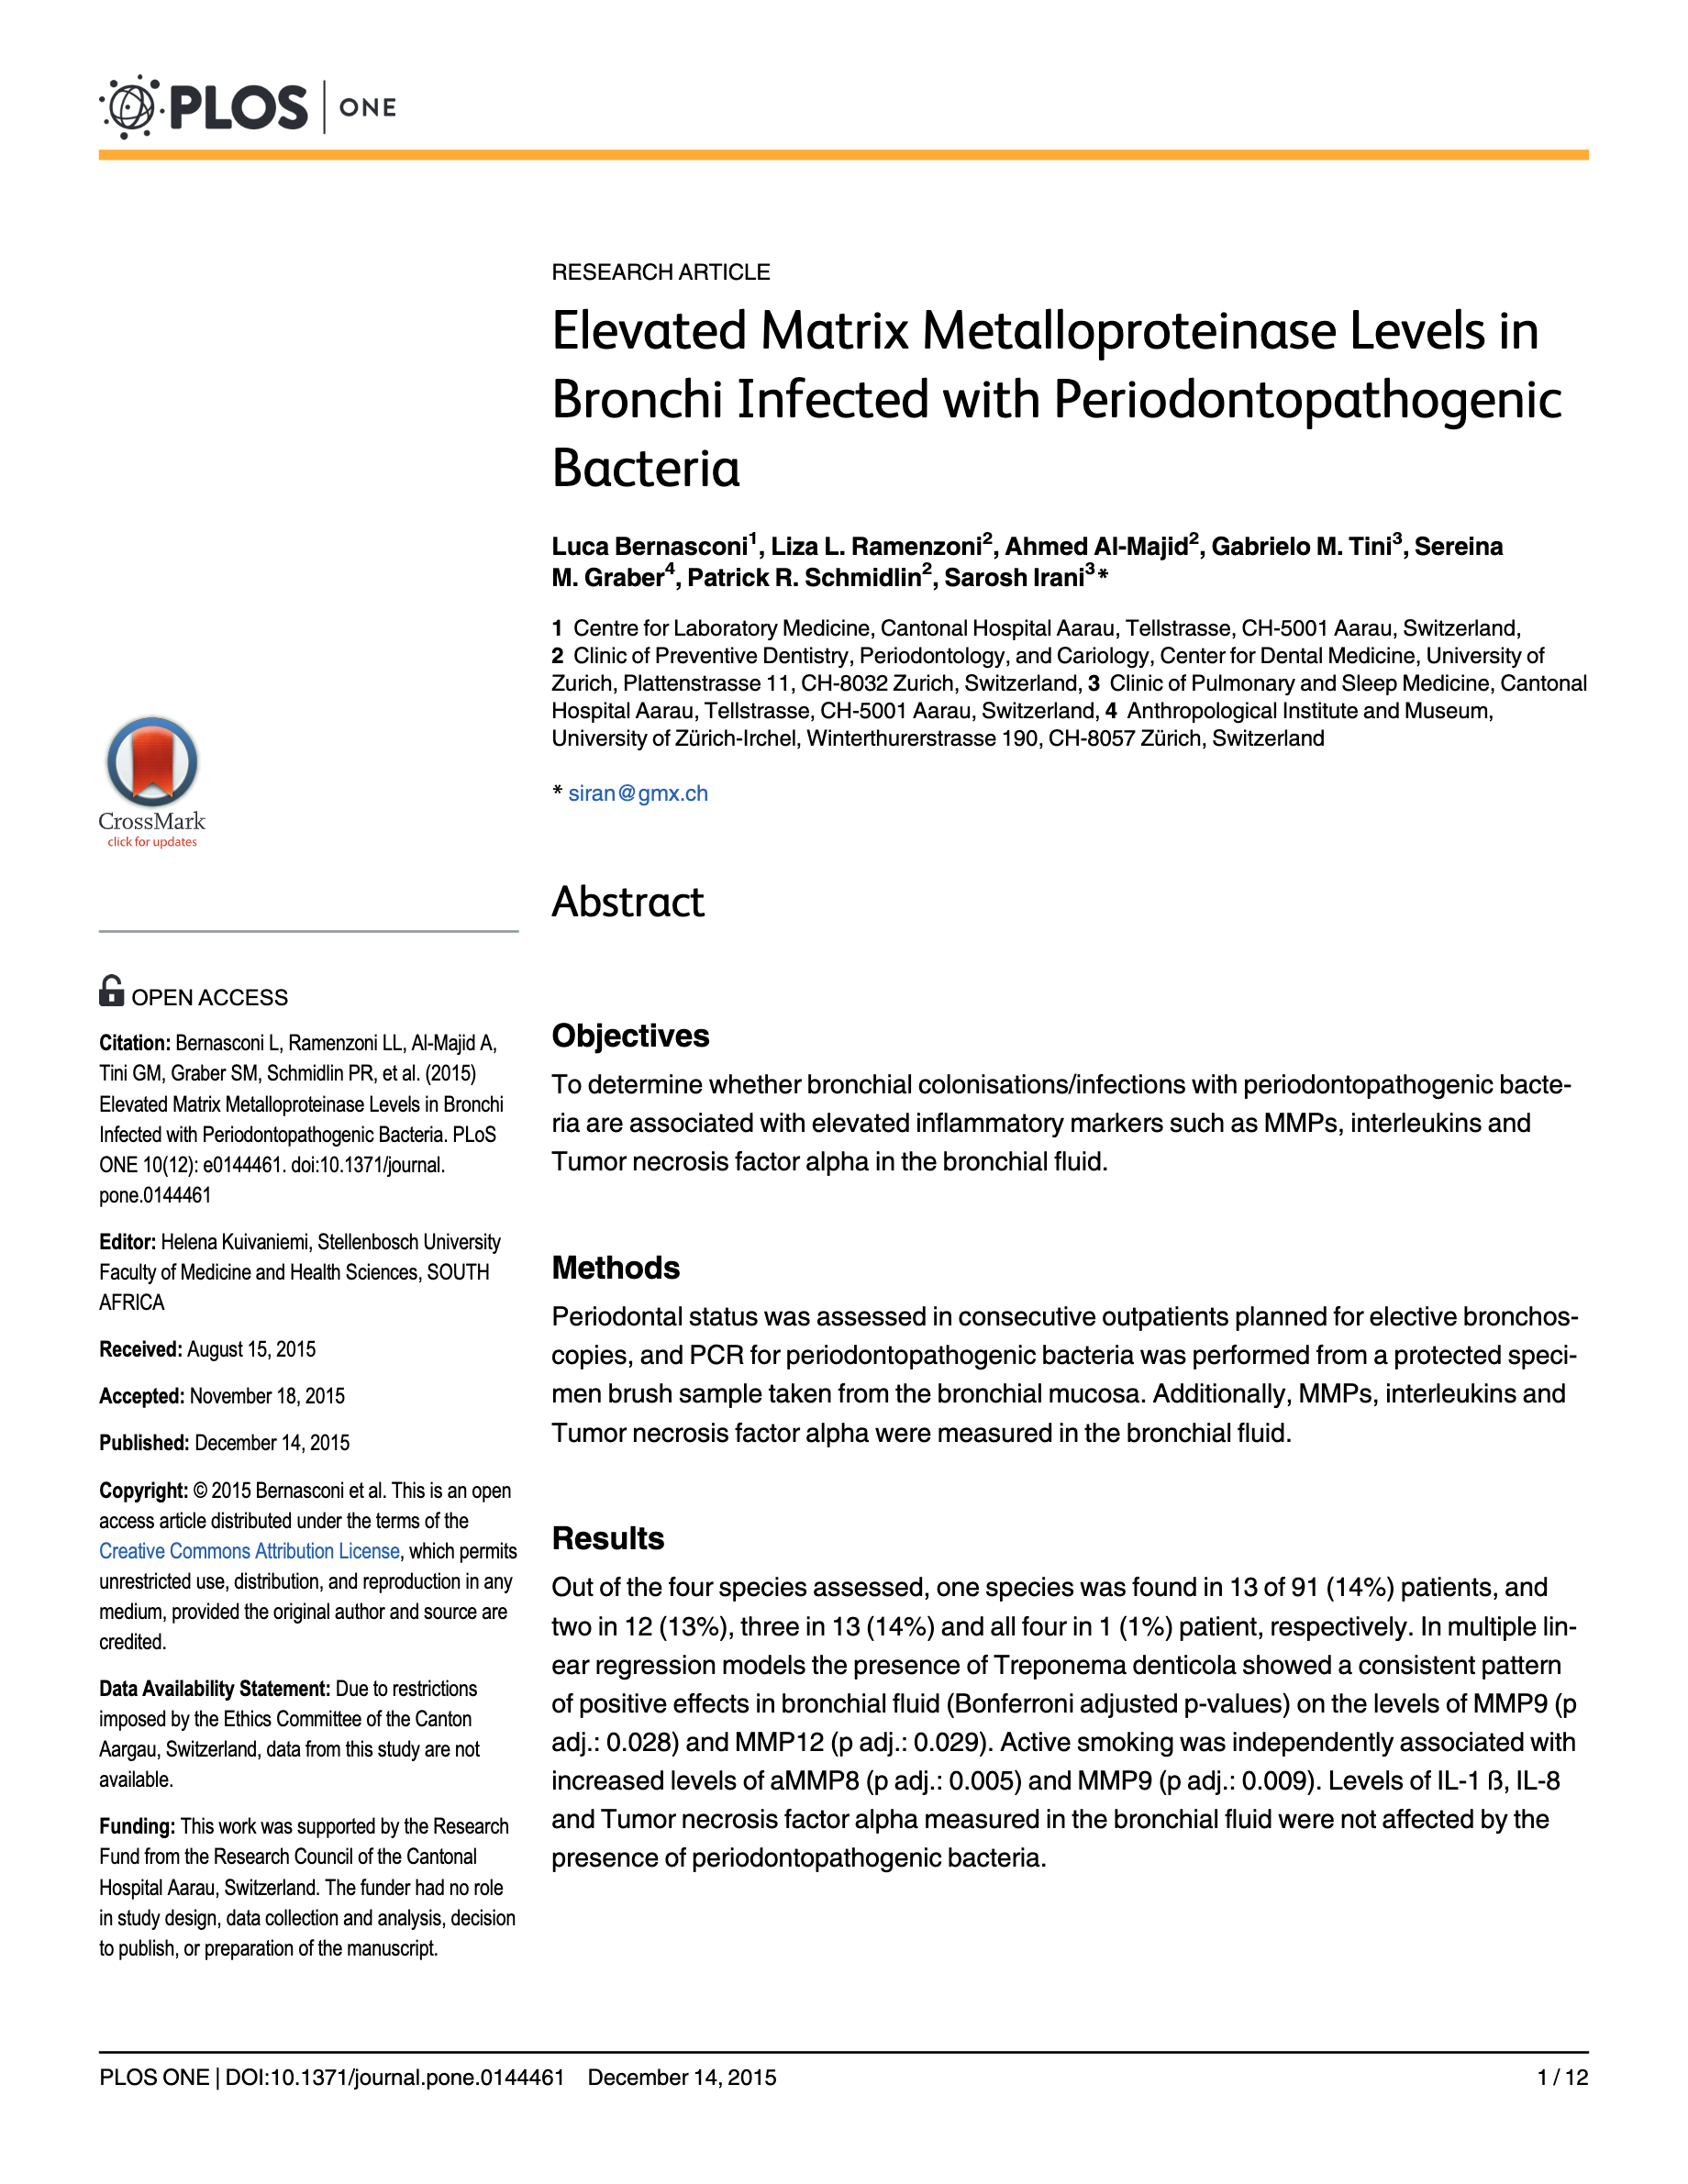 PLOS ONE
RESEARCH ARTICLE
Elevated Matrix Metalloproteinase Levels in
Bronchi Infected with Periodontopathogenic
Bacteria
Luca Bernasconi1, Liza L. Ramenzoni2, Ahmed Al-Majid2, Gabrielo M. Tini3, Sereina
M. Graber4, Patrick R. Schmidlin2, Sarosh Irani3*
1 Centre for Laboratory Medicine, Cantonal Hospital Aarau, Tellstrasse, CH-5001 Aarau, Switzerland,
2 Clinic of Preventive Dentistry, Periodontology, and Cariology, Center for Dental Medicine, University of
Zurich, Plattenstrasse 11, CH-8032 Zurich, Switzerland, 3 Clinic of Pulmonary and Sleep Medicine, Cantonal
Hospital Aarau, Tellstrasse, CH-5001 Aarau, Switzerland, 4 Anthropological Institute and Museum,
University of Zürich-Irchel, Winterthurerstrasse 190, CH-8057 Zürich, Switzerland
* siran@gmx.ch
CrossMark
click for updates
Abstract
Objectives
To determine whether bronchial colonisations/infections with periodontopathogenic bacte-
ria are associated with elevated inflammatory markers such as MMPs, interleukins and
Tumor necrosis factor alpha in the bronchial fluid.
Methods
Periodontal status was assessed in consecutive outpatients planned for elective bronchos-
copies, and PCR for periodontopathogenic bacteria was performed from a protected speci-
men brush sample taken from the bronchial mucosa. Additionally, MMPs, interleukins and
Tumor necrosis factor alpha were measured in the bronchial fluid.
Results
Out of the four species assessed, one species was found in 13 of 91 (14%) patients, and
two in 12 (13%), three in 13 (14%) and all four in 1 (1%) patient, respectively. In multiple lin-
ear regression models the presence of Treponema denticola showed a consistent pattern
of positive effects in bronchial fluid (Bonferroni adjusted p-values) on the levels of MMP9 (p
adj.: 0.028) and MMP12 (p adj.: 0.029). Active smoking was independently associated with
increased levels of aMMP8 (p adj.: 0.005) and MMP9 (p adj.: 0.009). Levels of IL-1 ß, IL-8
and Tumor necrosis factor alpha measured in the bronchial fluid were not affected by the
presence of periodontopathogenic bacteria.
OPEN ACCESS
Citation: Bernasconi L, Ramenzoni LL, Al-Majid A,
Tini GM, Graber SM, Schmidlin PR, et al. (2015)
Elevated Matrix Metalloproteinase Levels in Bronchi
Infected with Periodontopathogenic Bacteria. PLoS
ONE 10(12): e0144461. doi:10.1371/journal.
pone.0144461
Editor: Helena Kuivaniemi, Stellenbosch University
Faculty of Medicine and Health Sciences, SOUTH
AFRICA
Received: August 15, 2015
Accepted: November 18, 2015
Published: December 14, 2015
Copyright: © 2015 Bernasconi et al. This is an open
access article distributed under the terms of the
Creative Commons Attribution License, which permits
unrestricted use, distribution, and reproduction in any
medium, provided the original author and source are
credited.
Data Availability Statement: Due to restrictions
imposed by the Ethics Committee of the Canton
Aargau, Switzerland, data from this study are not
available.
Funding: This work was supported by the Research
Fund from the Research Council of the Cantonal
Hospital Aarau, Switzerland. The funder had no role
in study design, data collection and analysis, decision
to publish, or preparation of the manuscript.
PLOS ONE | DOI:10.1371/journal.pone.0144461 December 14, 2015 1 / 12